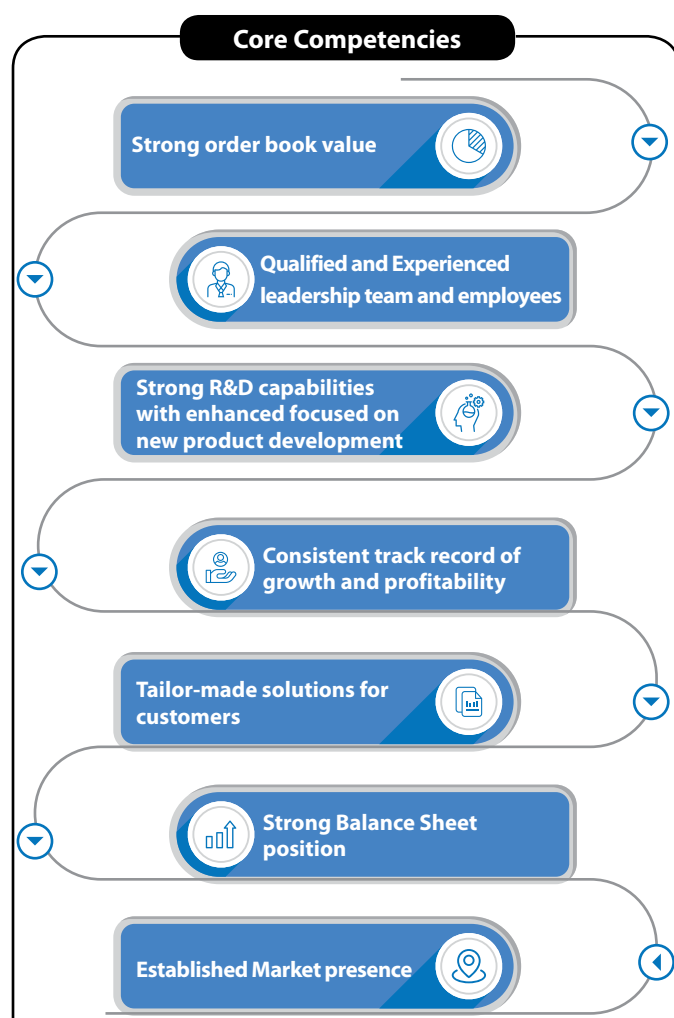 Core Competencies
Strong order book value
Qualified and Experienced
leadership team and employees
Strong R&D capabilities
with enhanced focused on
new product development
Consistent track record of
growth and profitability
Tailor-made solutions for
customers
Strong Balance Sheet
position
Established Market presence